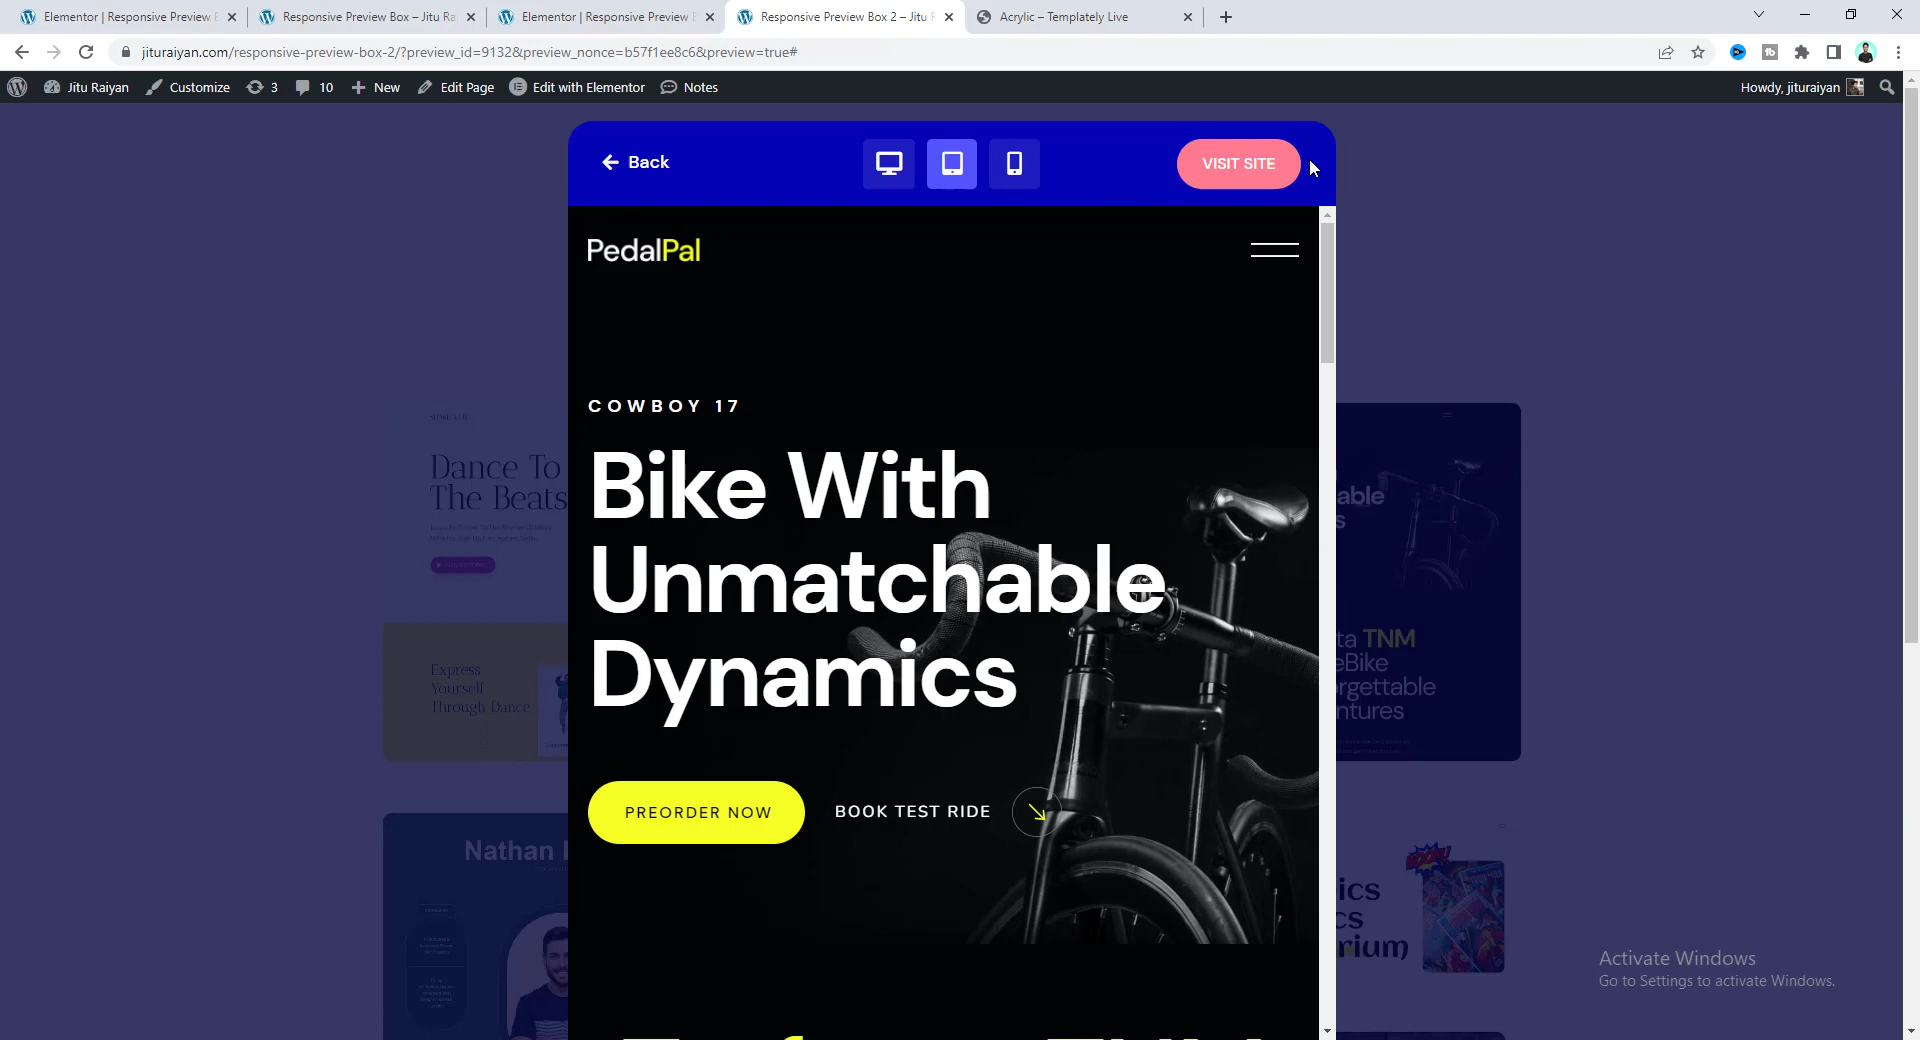 Elementor | Responsive Preview
Responsive Preview Box – Jitu Ra
Elementor | Responsive Preview
Responsive Preview Box 2 – Jitu
Acrylic – Templately Live
jituraiyan.com/responsive-preview-box-2/?preview_id=9132&preview_nonce=b57f1ee8c6&preview=true#
Jitu Raiyan
Customize
3
10
New
Edit Page
Edit with Elementor
Notes
Howdy, jituraiyan
Back
VISIT SITE
PedalPal
COWBOY 17
Bike With
Unmatchable
Dynamics
PREORDER NOW
BOOK TEST RIDE
Dance To
The Beats
Express
Yourself
Through Dance
able
s
ta TNM
eBike
rgettable
ntures
Nathan
BOOM!
ics
cs
rium
Activate Windows
Go to Settings to activate Windows.